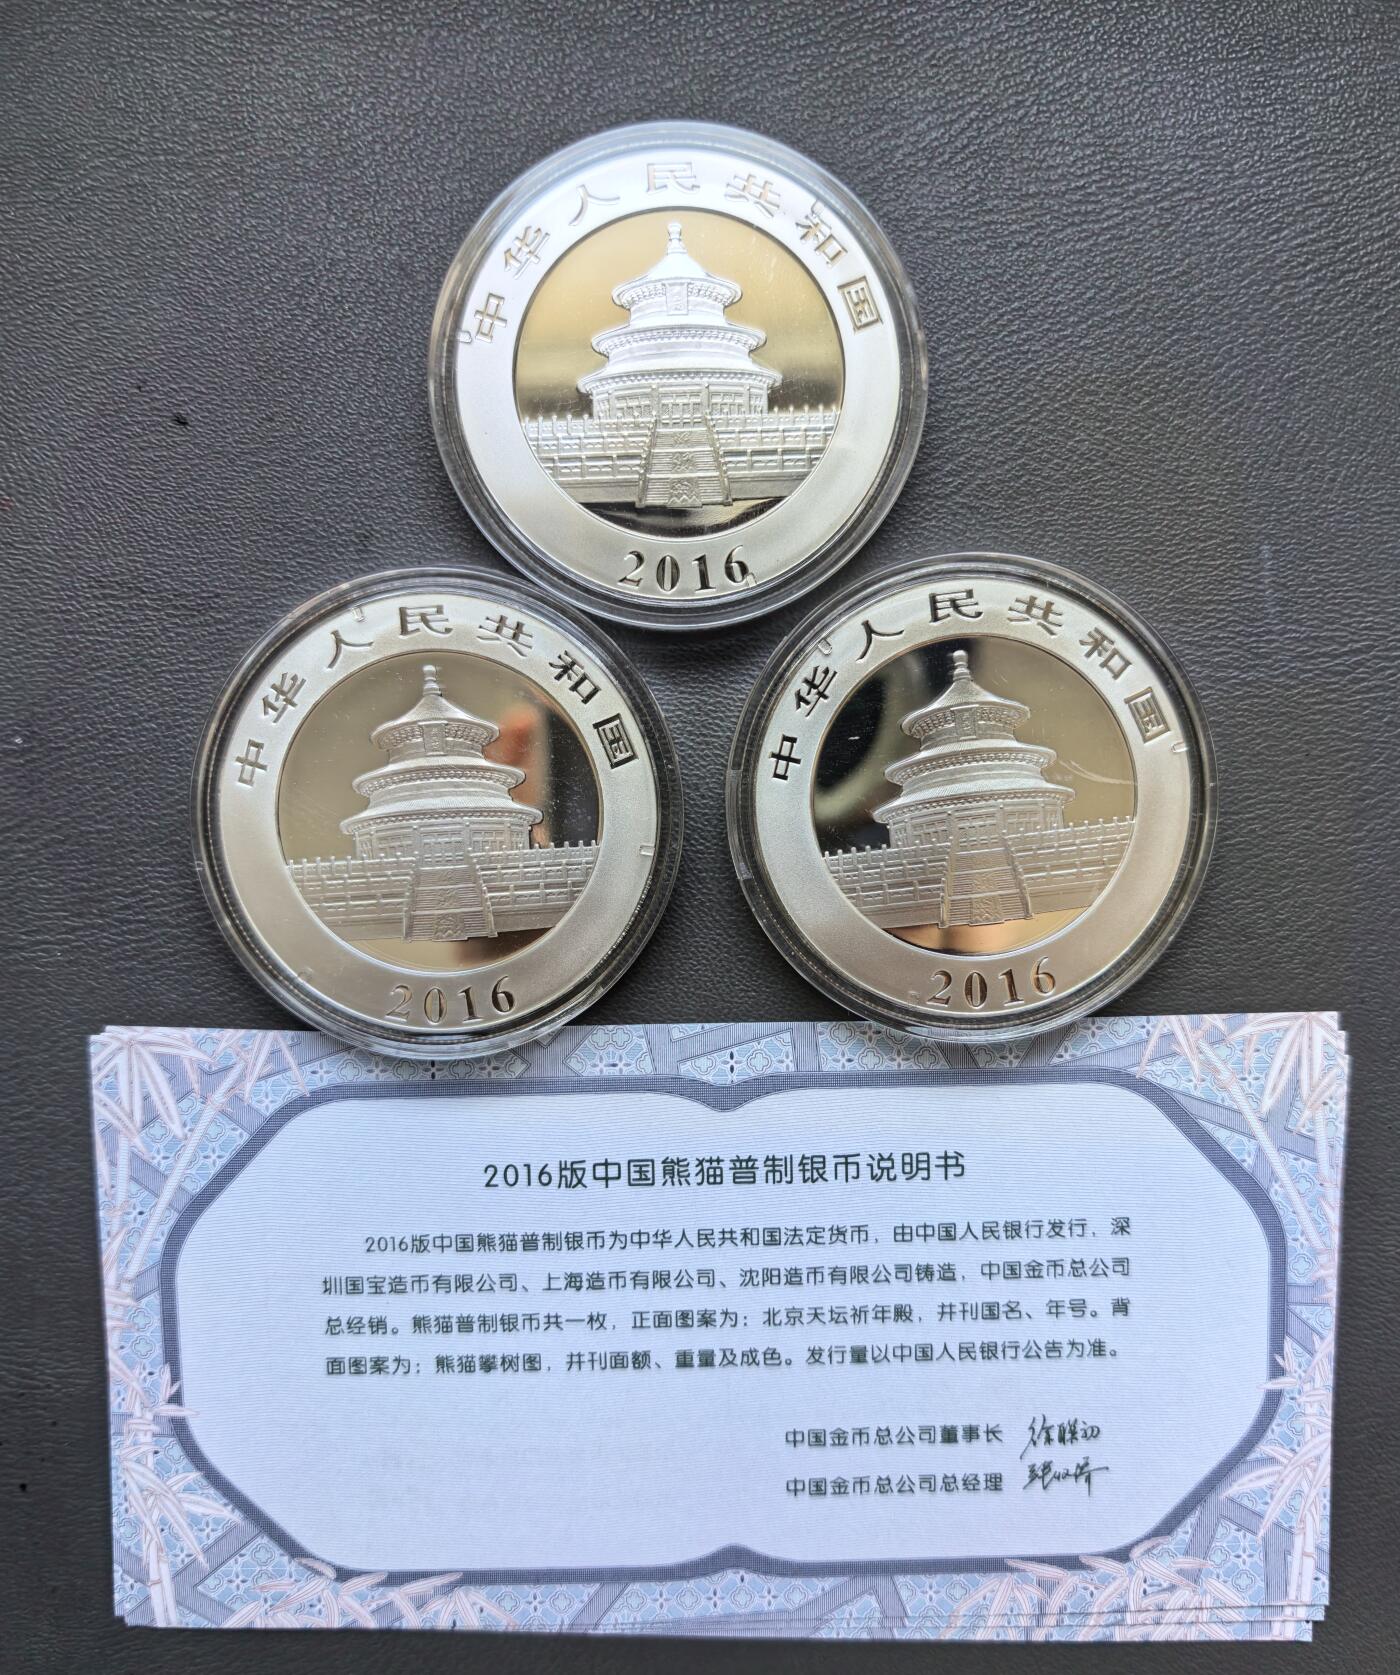 中华人民共和国
2016
中华人民共和国
2016
中华人民共和国
2016
2016版中国熊猫普制银币说明书
2016版中国熊猫普制银币为中华人民共和国法定货币，由中国人民银行发行，深
圳国宝造币有限公司、上海造币有限公司、沈阳造币有限公司铸造，中国金币总公司
总经销。熊猫普制银币共一枚，正面图案为：北京天坛祈年殿，并刊国名、年号。背
面图案为：熊猫攀树图，并刊面额、重量及成色。发行量以中国人民银行公告为准。
中国金币总公司董事长
中国金币总公司总经理